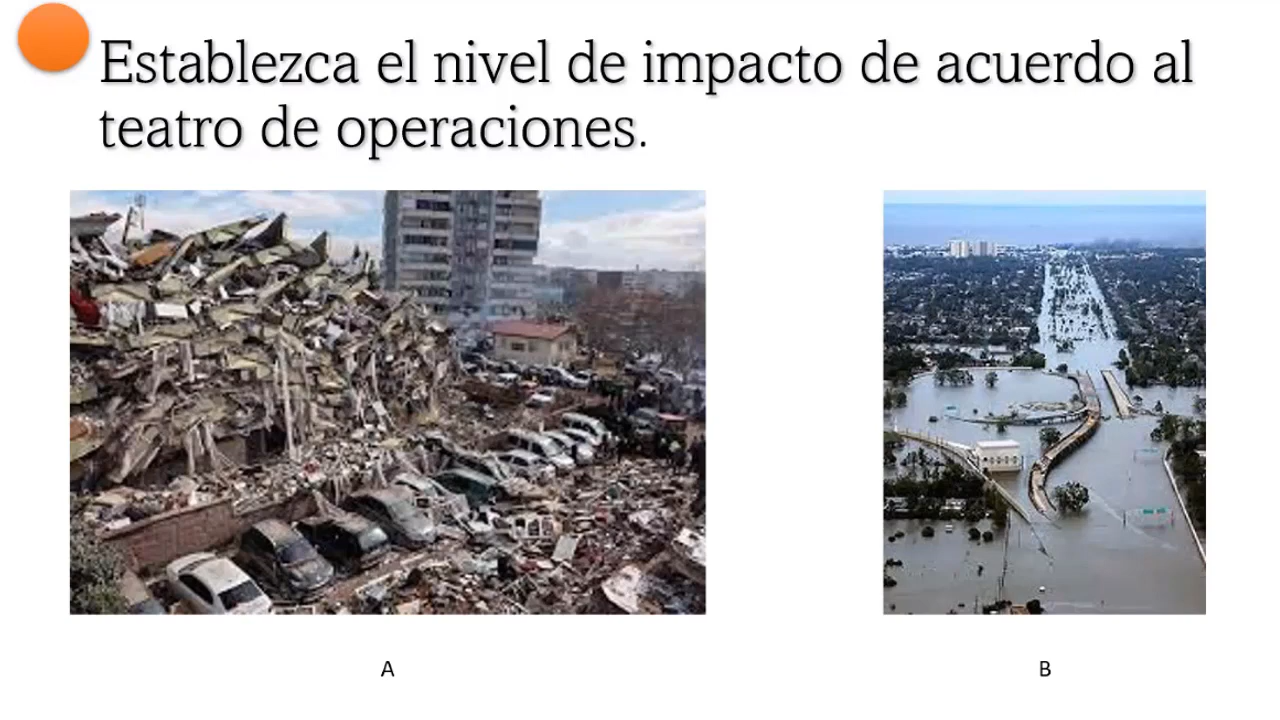 Establezca el nivel de impacto de acuerdo al
teatro de operaciones.
A
B